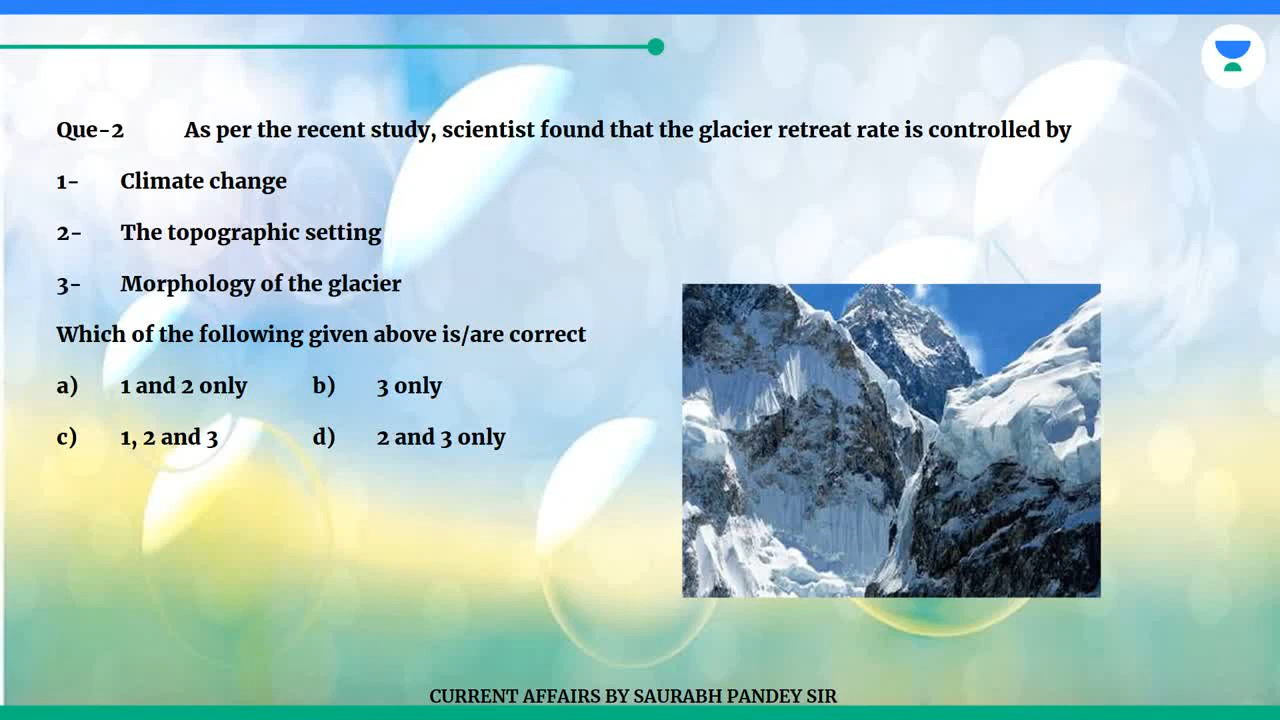 Que-2 As per the recent study, scientist found that the glacier retreat rate is controlled by
1- Climate change
2- The topographic setting
3- Morphology of the glacier
Which of the following given above is/are correct
a) 1 and 2 only b) 3 only
c) 1, 2 and 3 d) 2 and 3 only
CURRENT AFFAIRS BY SAURABH PANDEY SIR